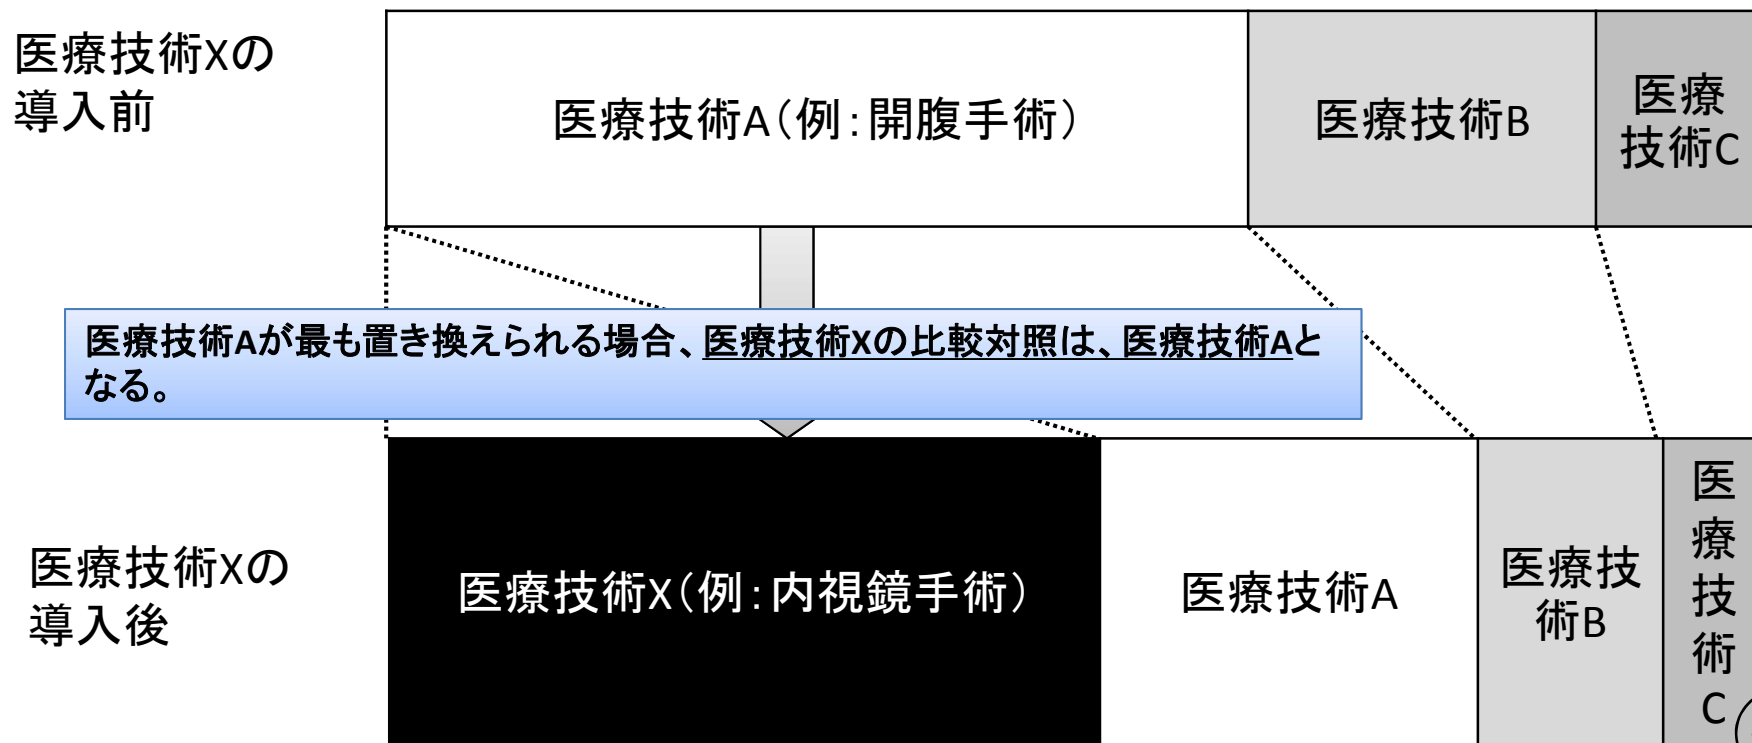 医療技術Xの
導入前
医療技術A（例：開腹手術）
医療技術B
医療
技術C
医療技術Aが最も置き換えられる場合、医療技術Xの比較対照は、医療技術Aと
なる。
医療技術Xの
導入後
医療技術X（例：内視鏡手術）
医療技術A
医療技
術B
医
療
技
術
C